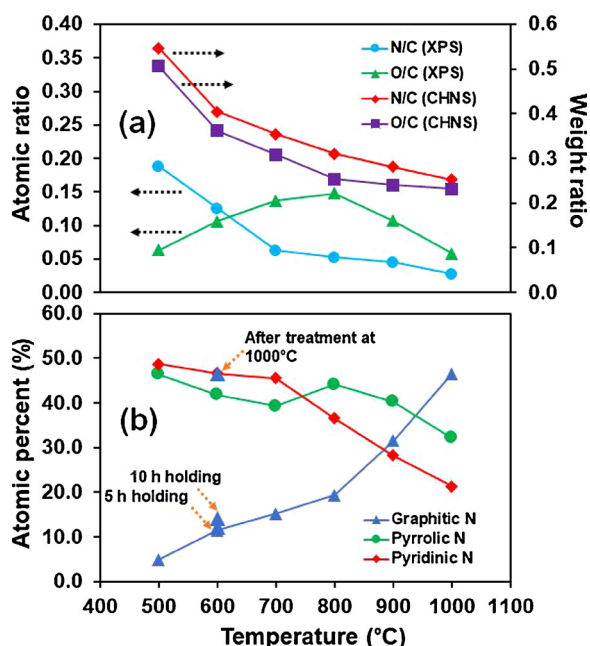 0.40
0.35
0.30
0.25
0.20
0.15
0.10
0.05
0.00
Atomic ratio
(a)
N/C (XPS)
O/C (XPS)
N/C (CHNS)
O/C (CHNS)
0.6
0.5
0.4
0.3
0.2
0.1
0.0
Weight ratio
60.0
50.0
40.0
30.0
20.0
10.0
0.0
Atomic percent (%)
After treatment at
1000°C
(b)
10 h holding
5 h holding
Graphitic N
Pyrrolic N
Pyridinic N
400 500 600 700 800 900 1000 1100
Temperature (°C)